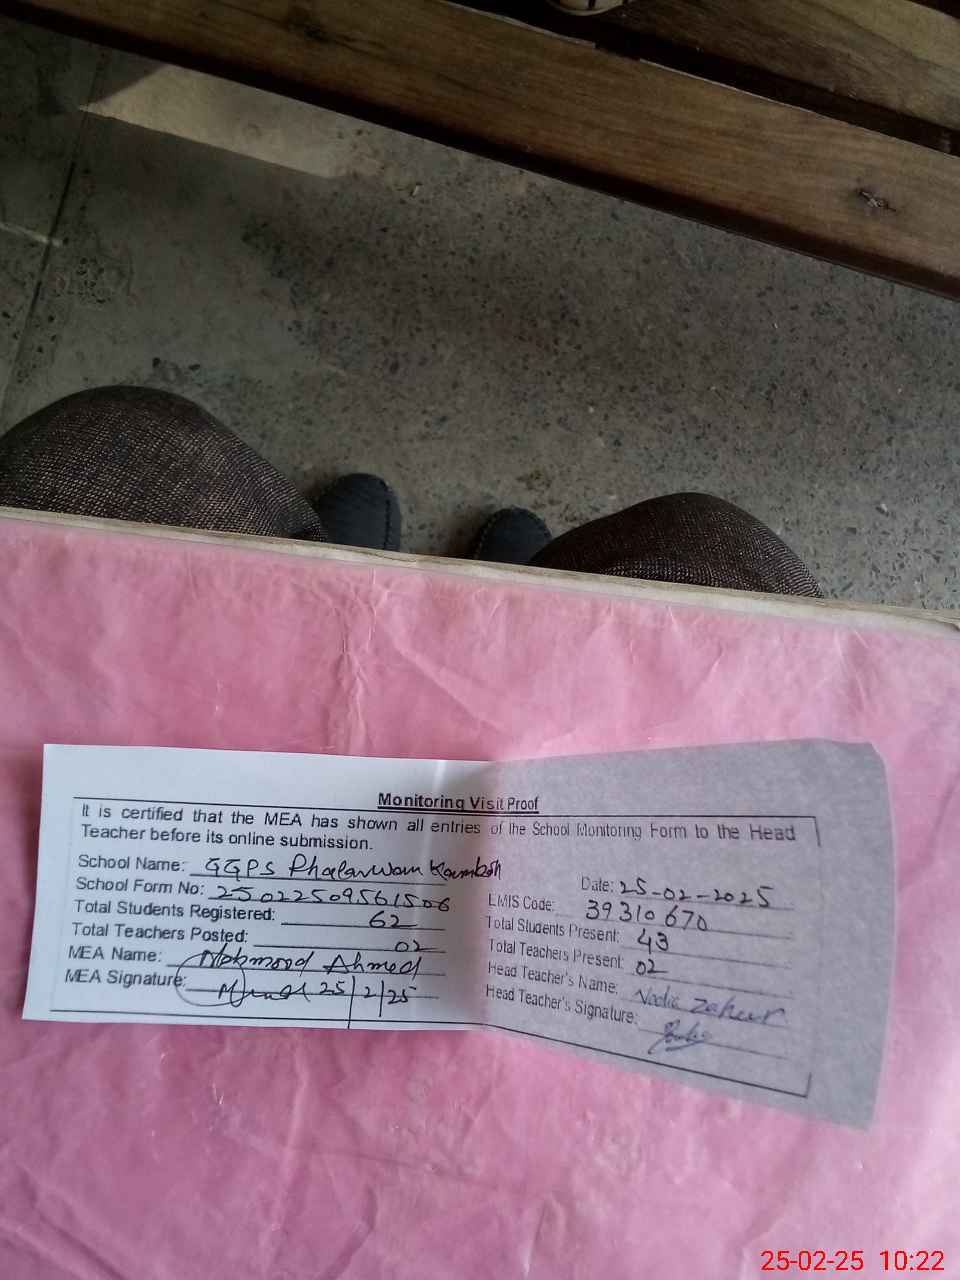 Monitoring Visit Proof
It is certified that the MEA has shown all entries of the School Monitoring Form to the Head
Teacher before its online submission.
School Name: GGPS Phalarwan Kamboh
Date: 25-02-2025
School Form No: 25022509561506
EMIS Code: 39310670
Total Students Registered: 62
Total Students Present: 43
Total Teachers Posted: 02
Total Teachers Present: 02
MEA Name: Mahmood Ahmed
Head Teacher's Name: Nadia Zaheer
MEA Signature: 25/2/25
Head Teacher's Signature:
25-02-25 10:22